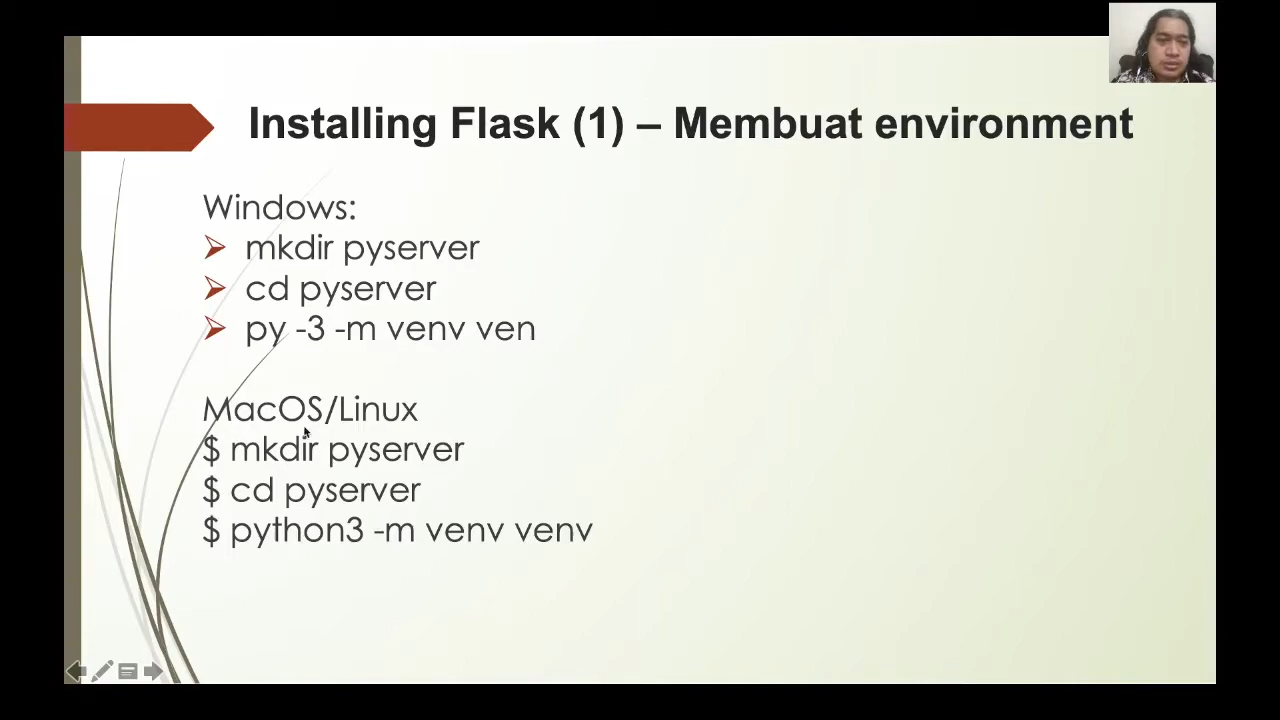 Installing Flask (1) – Membuat environment
Windows:
mkdir pyserver
cd pyserver
py -3 -m venv ven
MacOS/Linux
$ mkdir pyserver
$ cd pyserver
$ python3 -m venv venv